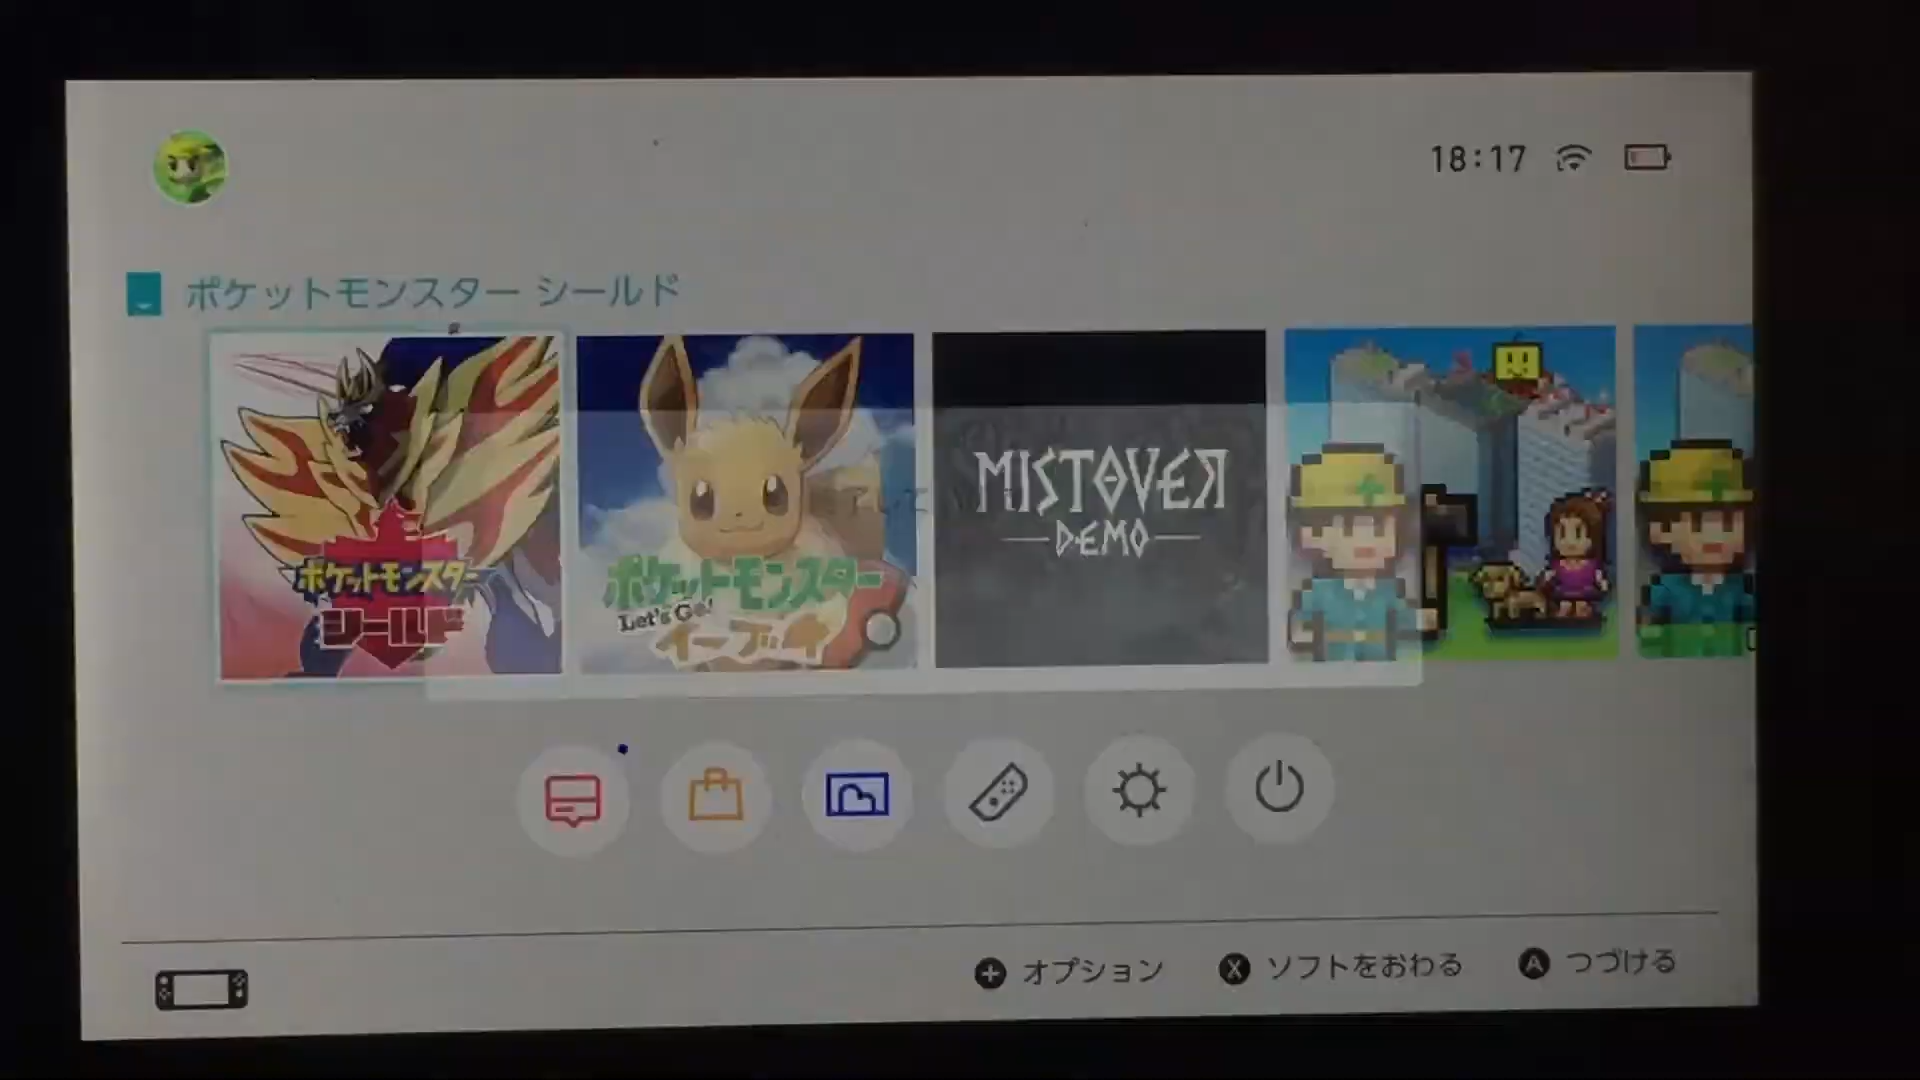 18:17
ポケットモンスター シールド
ポケットモンスター
シールド
ポケットモンスター
Let's Go!
イーブイ
MISTOVER
DEMO
オプション
X ソフトをおわる
A つづける